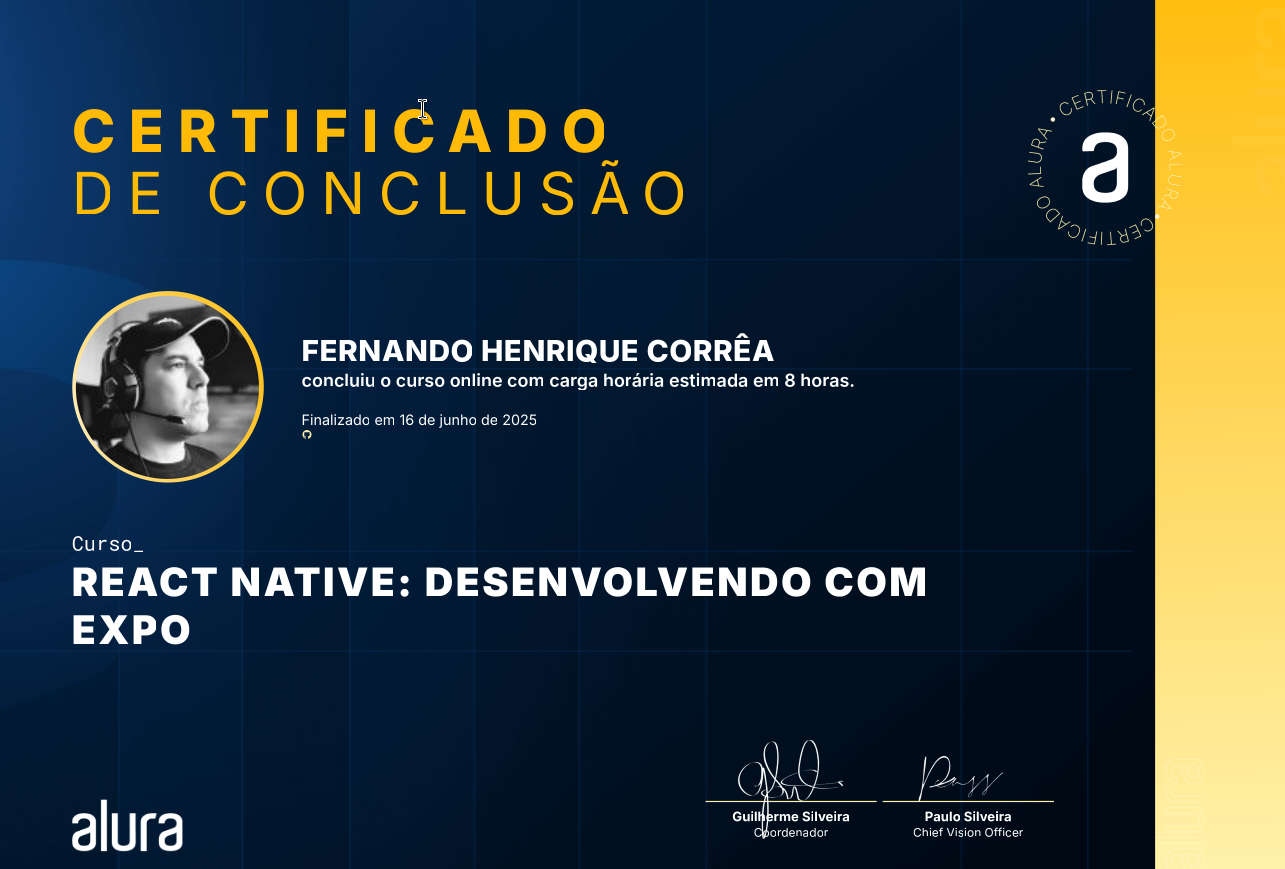 CERTIFICADO
DE CONCLUSÃO
CERTIFICADO ALURA • CERTIFICADO ALURA •
a
FERNANDO HENRIQUE CORRÊA
concluiu o curso online com carga horária estimada em 8 horas.
Finalizado em 16 de junho de 2025
Curso_
REACT NATIVE: DESENVOLVENDO COM
EXPO
alura
Guilherme Silveira
Coordenador
Paulo Silveira
Chief Vision Officer
alura
alura